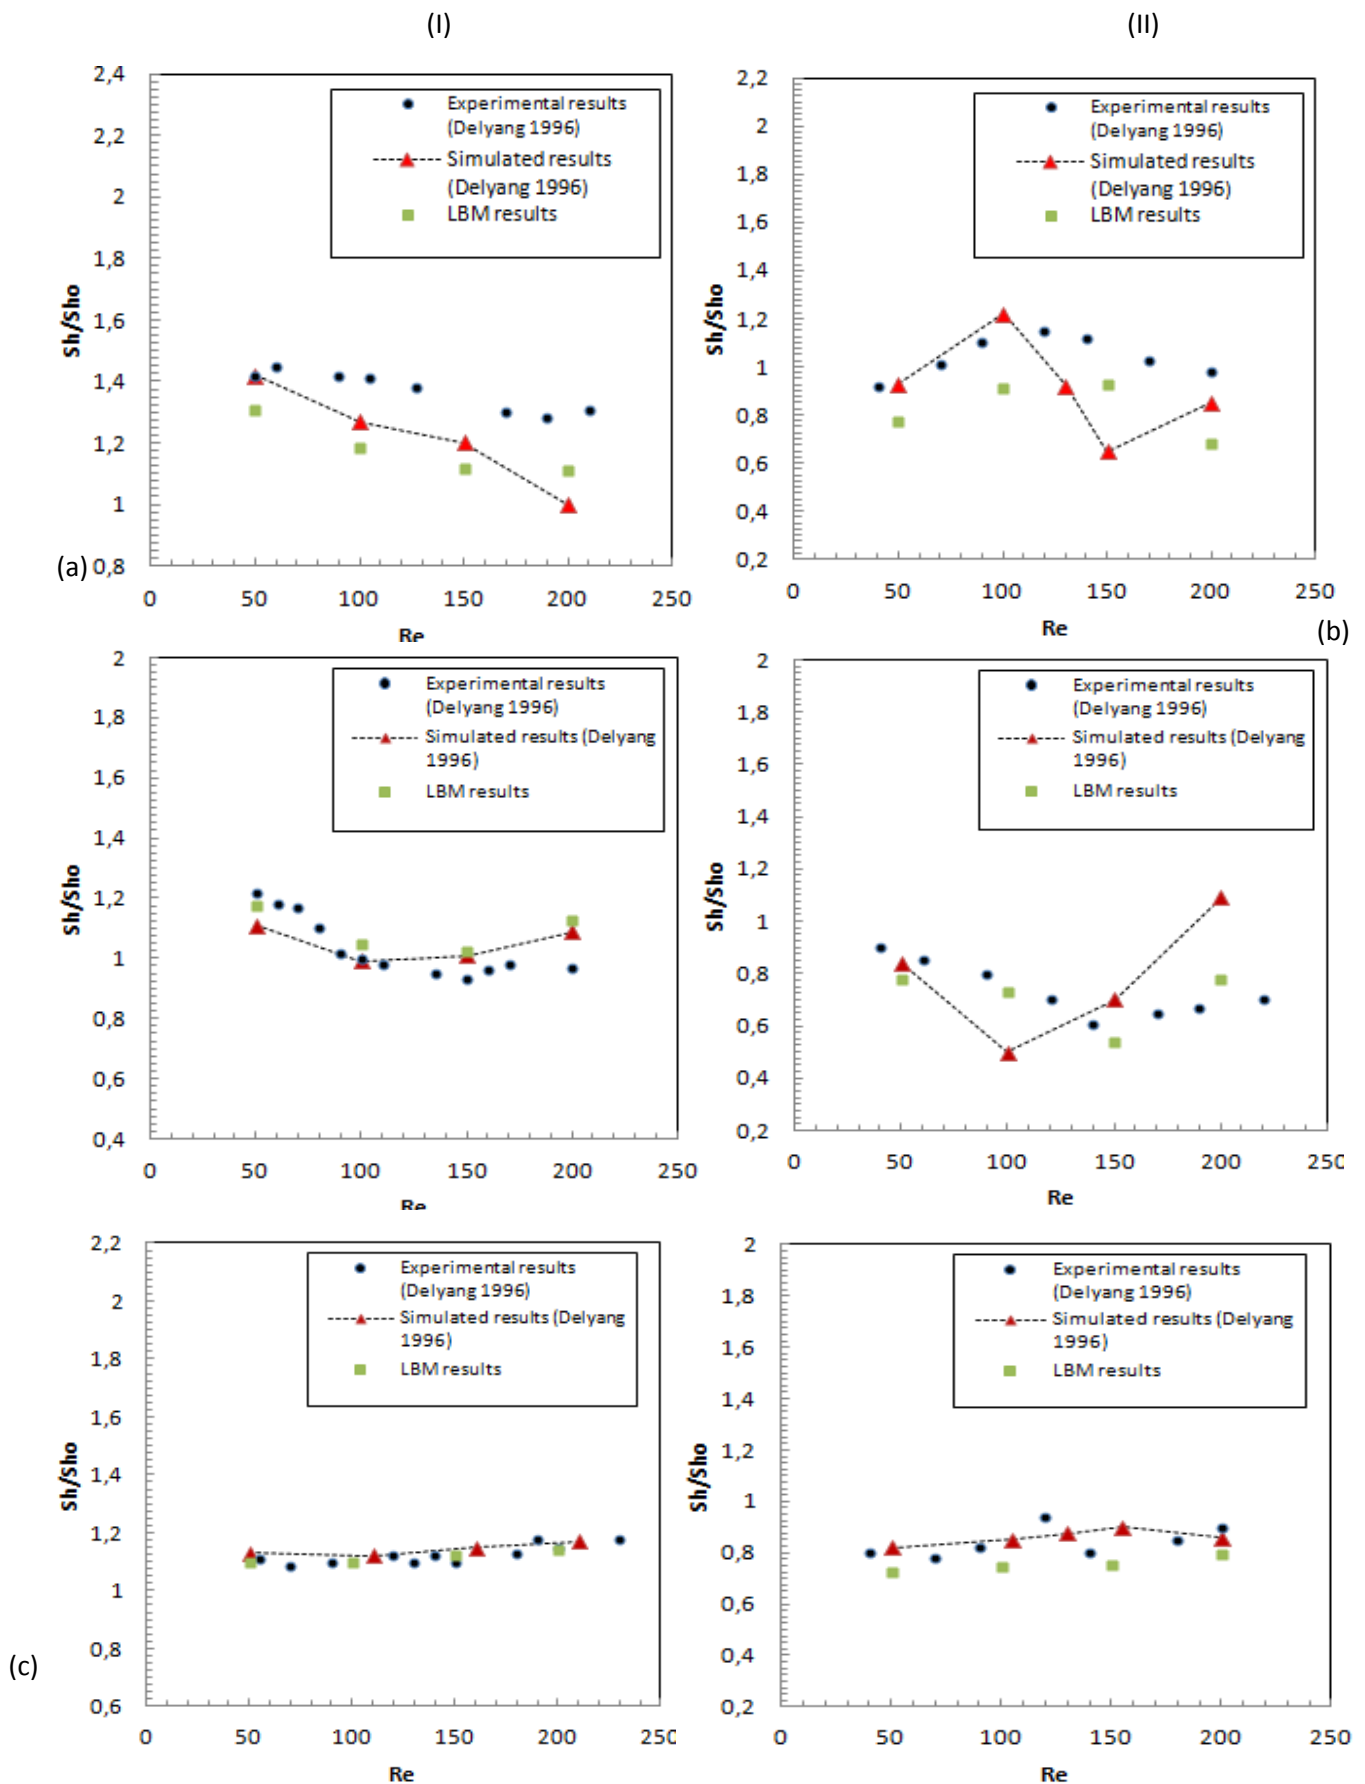 (I)
(II)
2,4
2,2
2
1,8
1,6
1,4
1,2
1
0,8
Sh/Sho
Experimental results
(Delyang 1996)
Simulated results
(Delyang 1996)
LBM results
0 50 100 150 200 250
Re
(a)
2,2
2
1,8
1,6
1,4
1,2
1
0,8
0,6
0,4
0,2
Sh/Sho
Experimental results
(Delyang 1996)
Simulated results
(Delyang 1996)
LBM results
0 50 100 150 200 250
Re
(b)
2
1,8
1,6
1,4
1,2
1
0,8
0,6
0,4
Sh/Sho
Experimental results
(Delyang 1996)
Simulated results (Delyang
1996)
LBM results
0 50 100 150 200 250
Re
2
1,8
1,6
1,4
1,2
1
0,8
0,6
0,4
0,2
Sh/Sho
Experimental results
(Delyang 1996)
Simulated results (Delyang
1996)
LBM results
0 50 100 150 200 250
Re
2,2
2
1,8
1,6
1,4
1,2
1
0,8
0,6
Sh/Sho
Experimental results
(Delyang 1996)
Simulated results (Delyang
1996)
LBM results
0 50 100 150 200 250
Re
(c)
2
1,8
1,6
1,4
1,2
1
0,8
0,6
0,4
0,2
Sh/Sho
Experimental results
(Delyang 1996)
Simulated results (Delyang
1996)
LBM results
0 50 100 150 200 250
Re